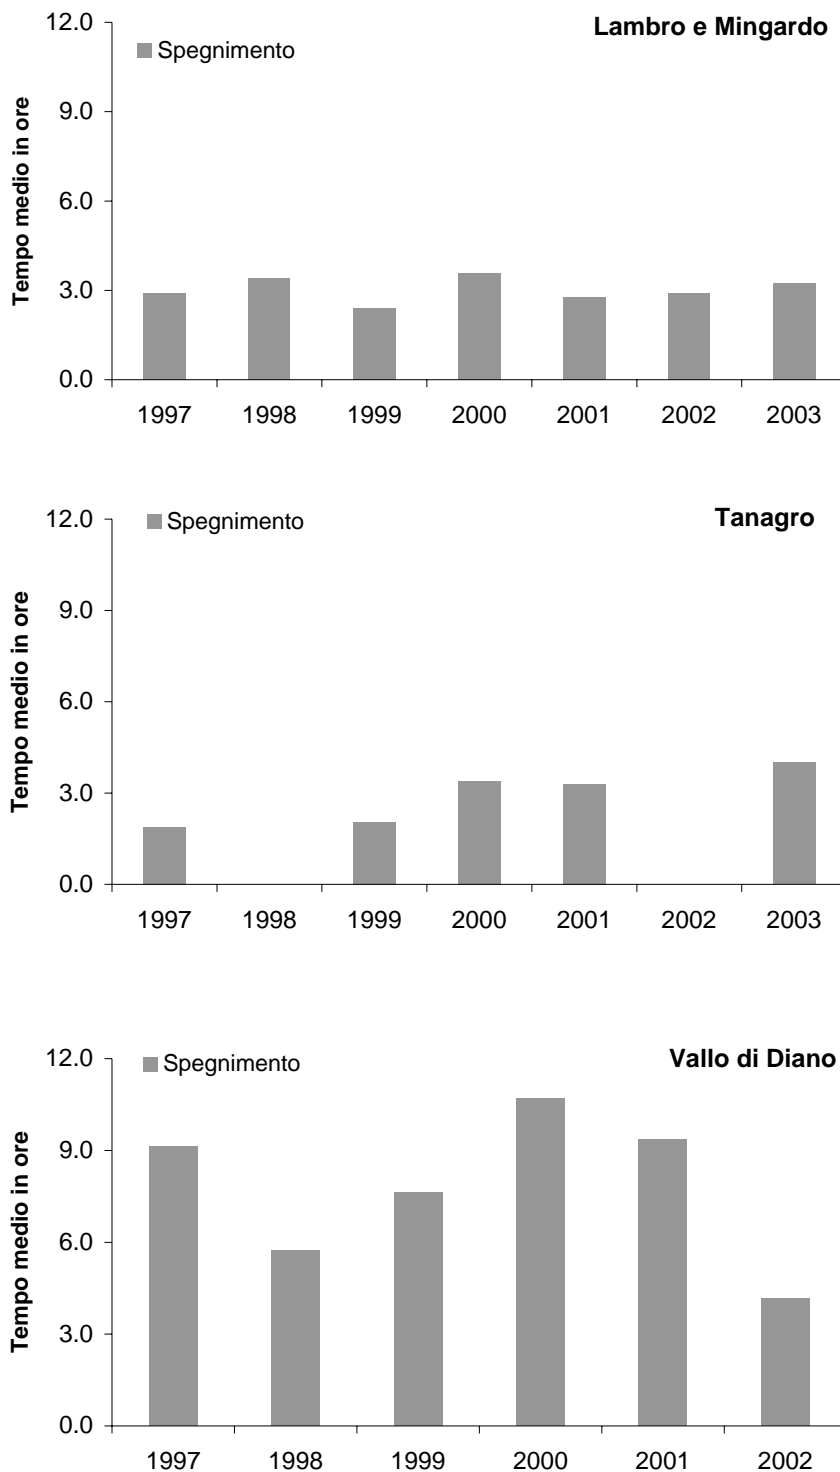 Lambro e Mingardo
Spegnimento
Tempo medio in ore
12.0
9.0
6.0
3.0
0.0
1997 1998 1999 2000 2001 2002 2003
Tanagro
Spegnimento
Tempo medio in ore
12.0
9.0
6.0
3.0
0.0
1997 1998 1999 2000 2001 2002 2003
Vallo di Diano
Spegnimento
Tempo medio in ore
12.0
9.0
6.0
3.0
0.0
1997 1998 1999 2000 2001 2002